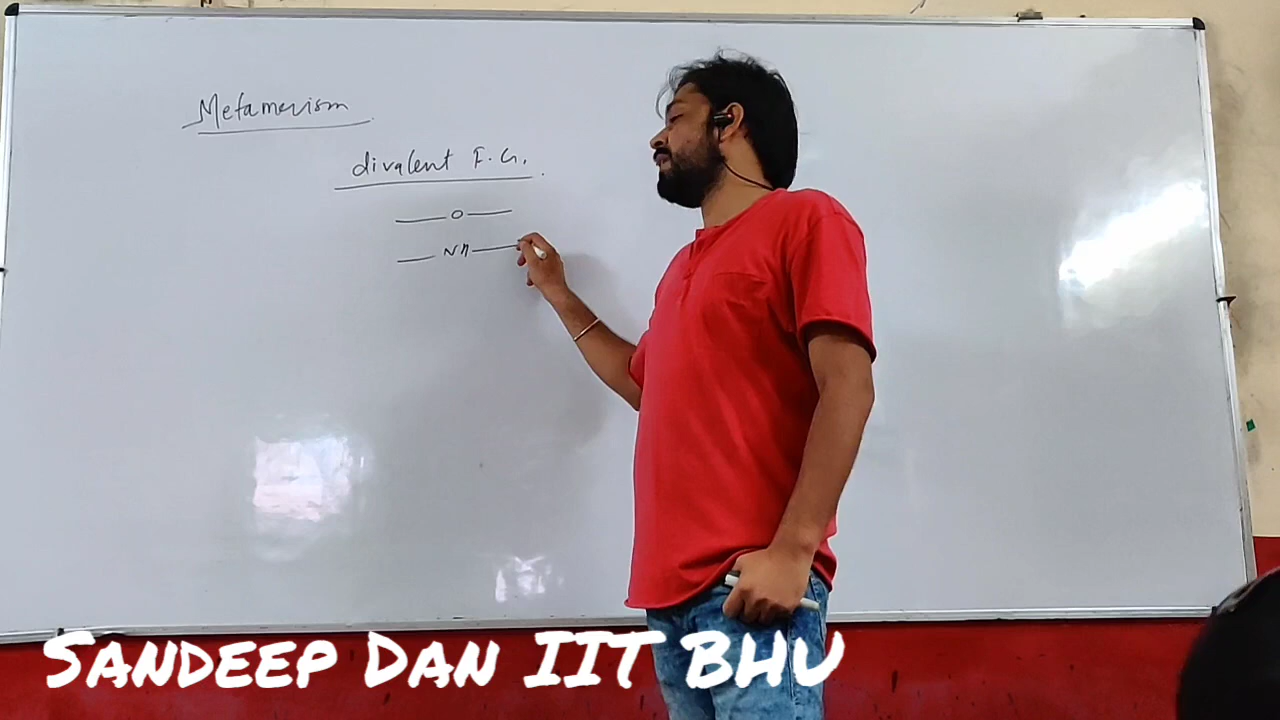 Metamerism
divalent F.G.
— O —
— NH —
SANDEEP DAN IIT BHU